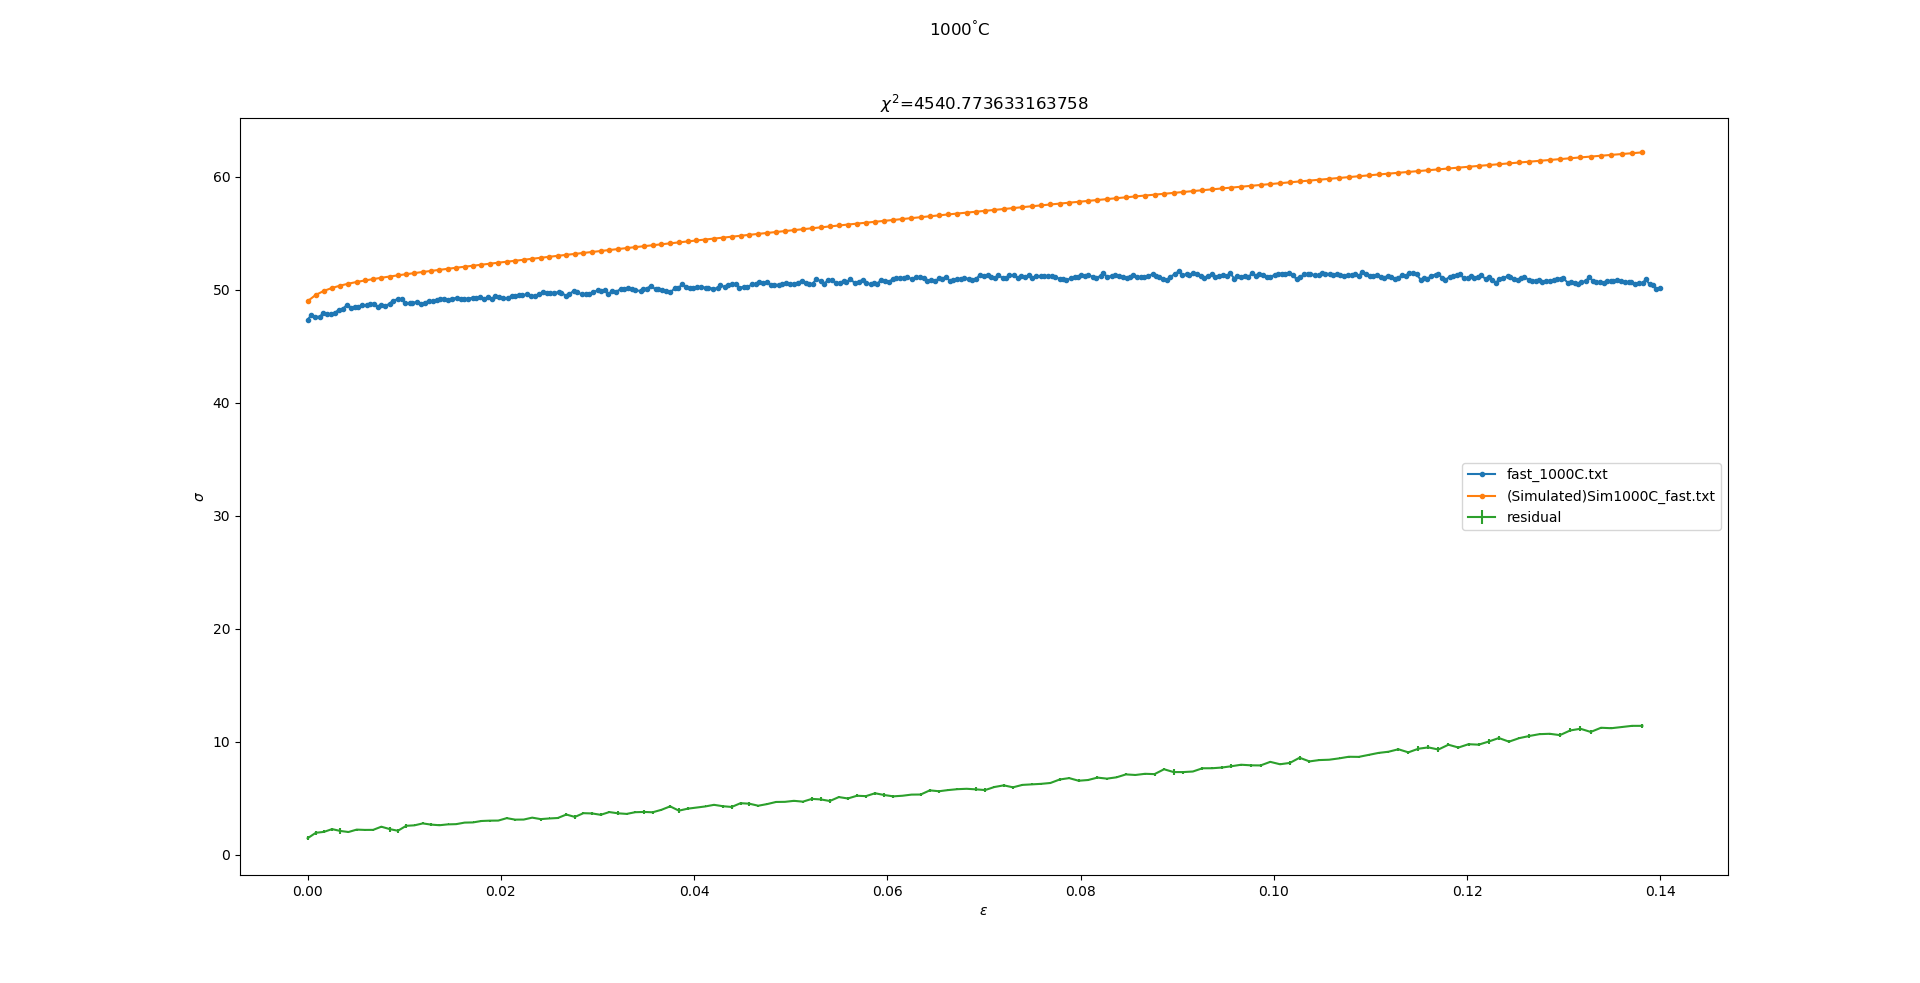 1000°C
χ²=4540.773633163758
60
50
40
30
20
10
0
σ
fast_1000C.txt
(Simulated)Sim1000C_fast.txt
residual
0.00 0.02 0.04 0.06 0.08 0.10 0.12 0.14
ε